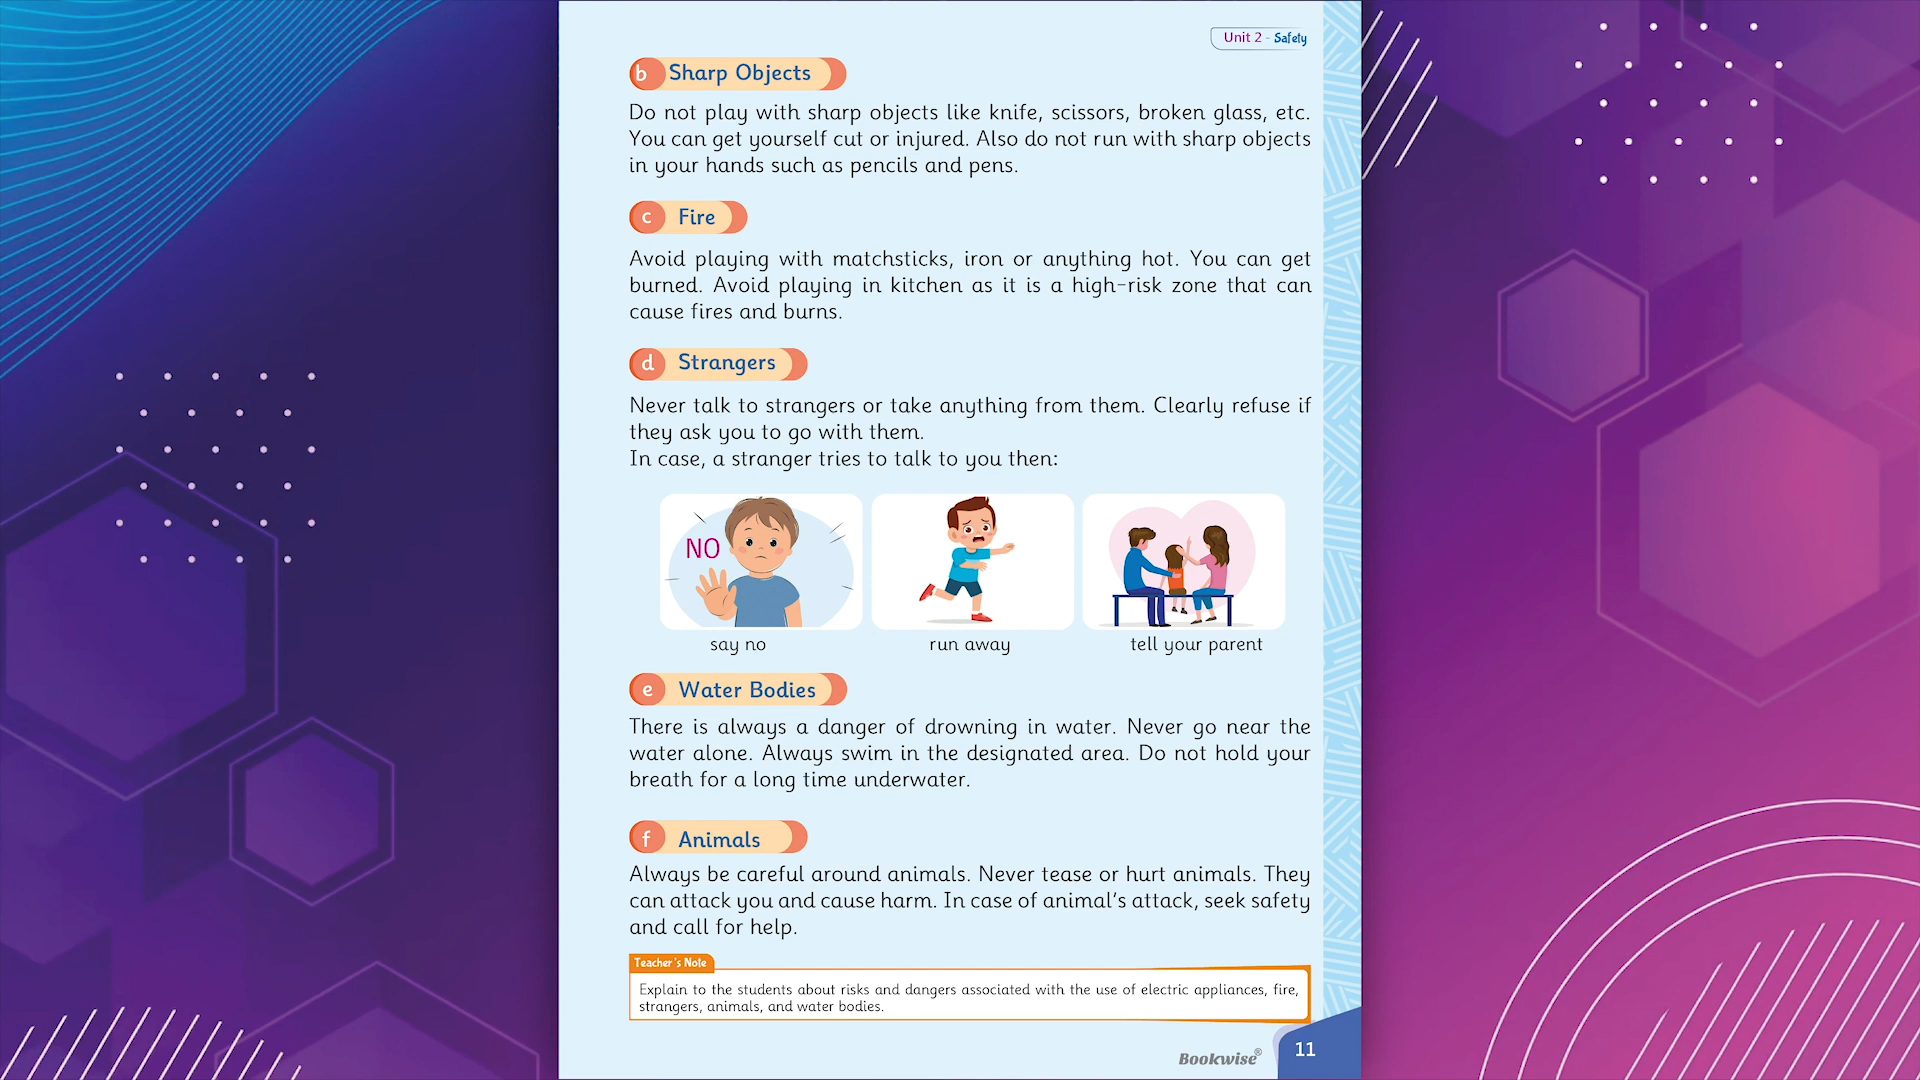 Unit 2 - Safety
b Sharp Objects
Do not play with sharp objects like knife, scissors, broken glass, etc.
You can get yourself cut or injured. Also do not run with sharp objects
in your hands such as pencils and pens.
c Fire
Avoid playing with matchsticks, iron or anything hot. You can get
burned. Avoid playing in kitchen as it is a high-risk zone that can
cause fires and burns.
d Strangers
Never talk to strangers or take anything from them. Clearly refuse if
they ask you to go with them.
In case, a stranger tries to talk to you then:
NO
say no
run away
tell your parent
e Water Bodies
There is always a danger of drowning in water. Never go near the
water alone. Always swim in the designated area. Do not hold your
breath for a long time underwater.
f Animals
Always be careful around animals. Never tease or hurt animals. They
can attack you and cause harm. In case of animal's attack, seek safety
and call for help.
Teacher's Note
Explain to the students about risks and dangers associated with the use of electric appliances, fire,
strangers, animals, and water bodies.
Bookwise®
11